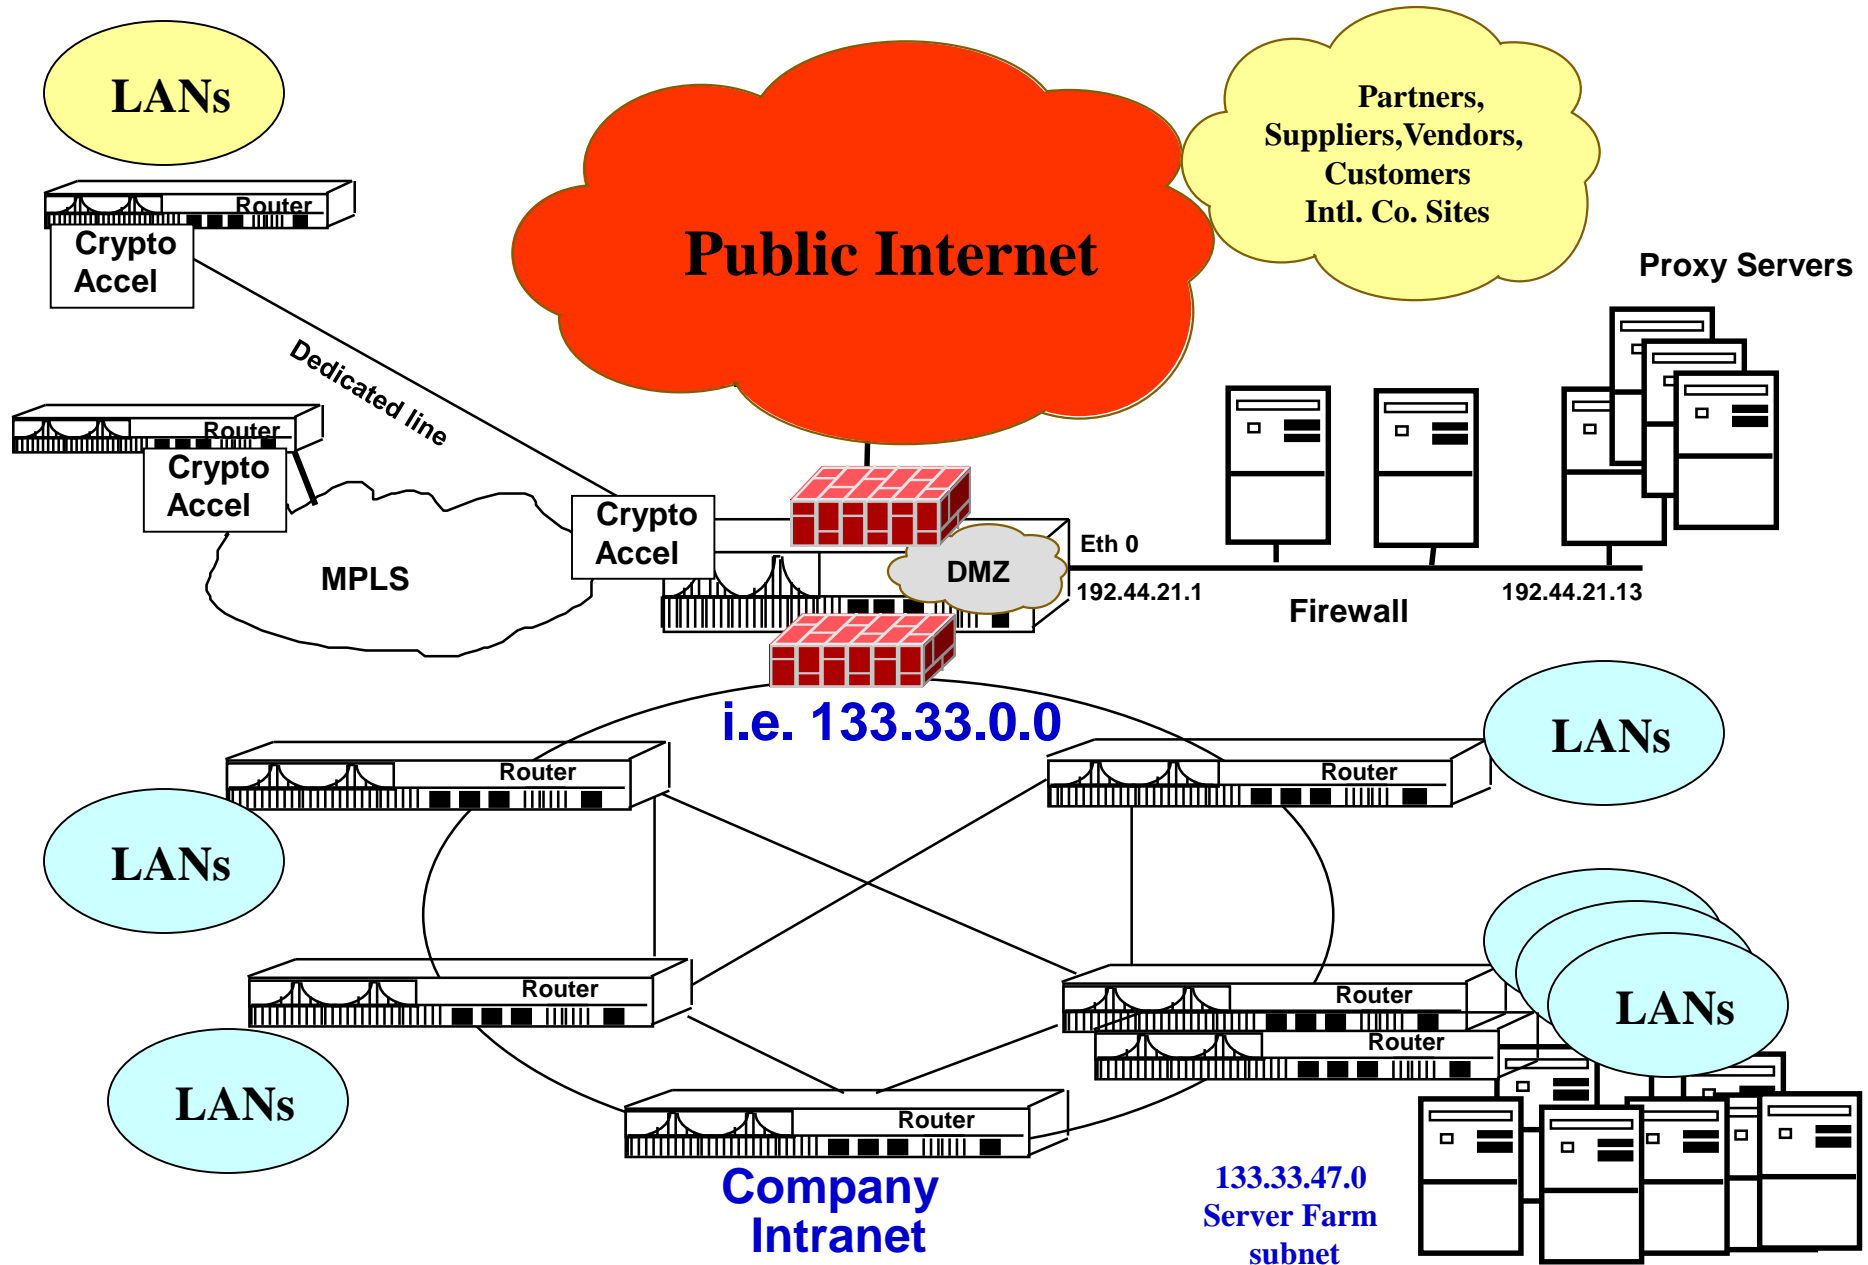 LANs
Partners,
Suppliers,Vendors,
Customers
Intl. Co. Sites
Public Internet
Proxy Servers
Router
Crypto
Accel
Dedicated line
Router
Crypto
Accel
MPLS
Crypto
Accel
DMZ
Eth 0
192.44.21.1
Firewall
192.44.21.13
i.e. 133.33.0.0
LANs
Router
Router
LANs
LANs
Router
Router
Router
LANs
Router
Company
Intranet
133.33.47.0
Server Farm
subnet